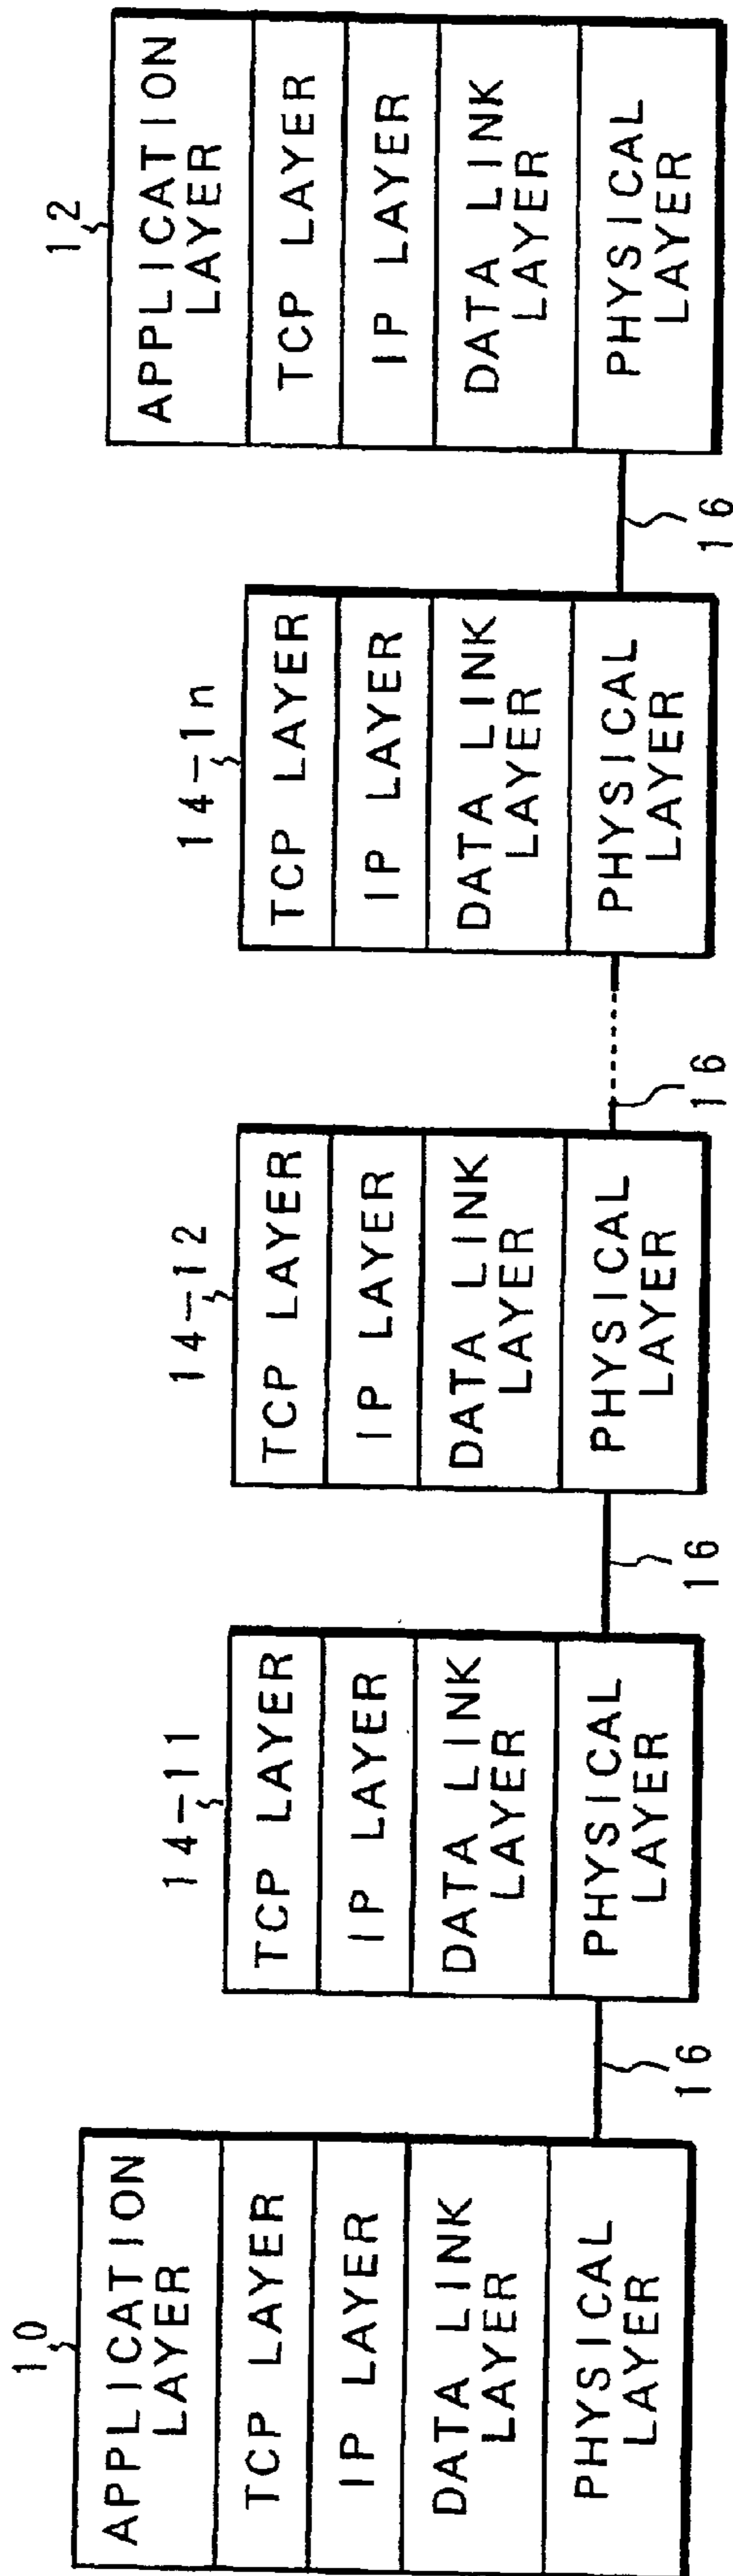 10
APPLICATION
LAYER
TCP LAYER
IP LAYER
DATA LINK
LAYER
PHYSICAL
LAYER
16
14-11
TCP LAYER
IP LAYER
DATA LINK
LAYER
PHYSICAL
LAYER
16
14-12
TCP LAYER
IP LAYER
DATA LINK
LAYER
PHYSICAL
LAYER
16
14-1n
TCP LAYER
IP LAYER
DATA LINK
LAYER
PHYSICAL
LAYER
16
12
APPLICATION
LAYER
TCP LAYER
IP LAYER
DATA LINK
LAYER
PHYSICAL
LAYER